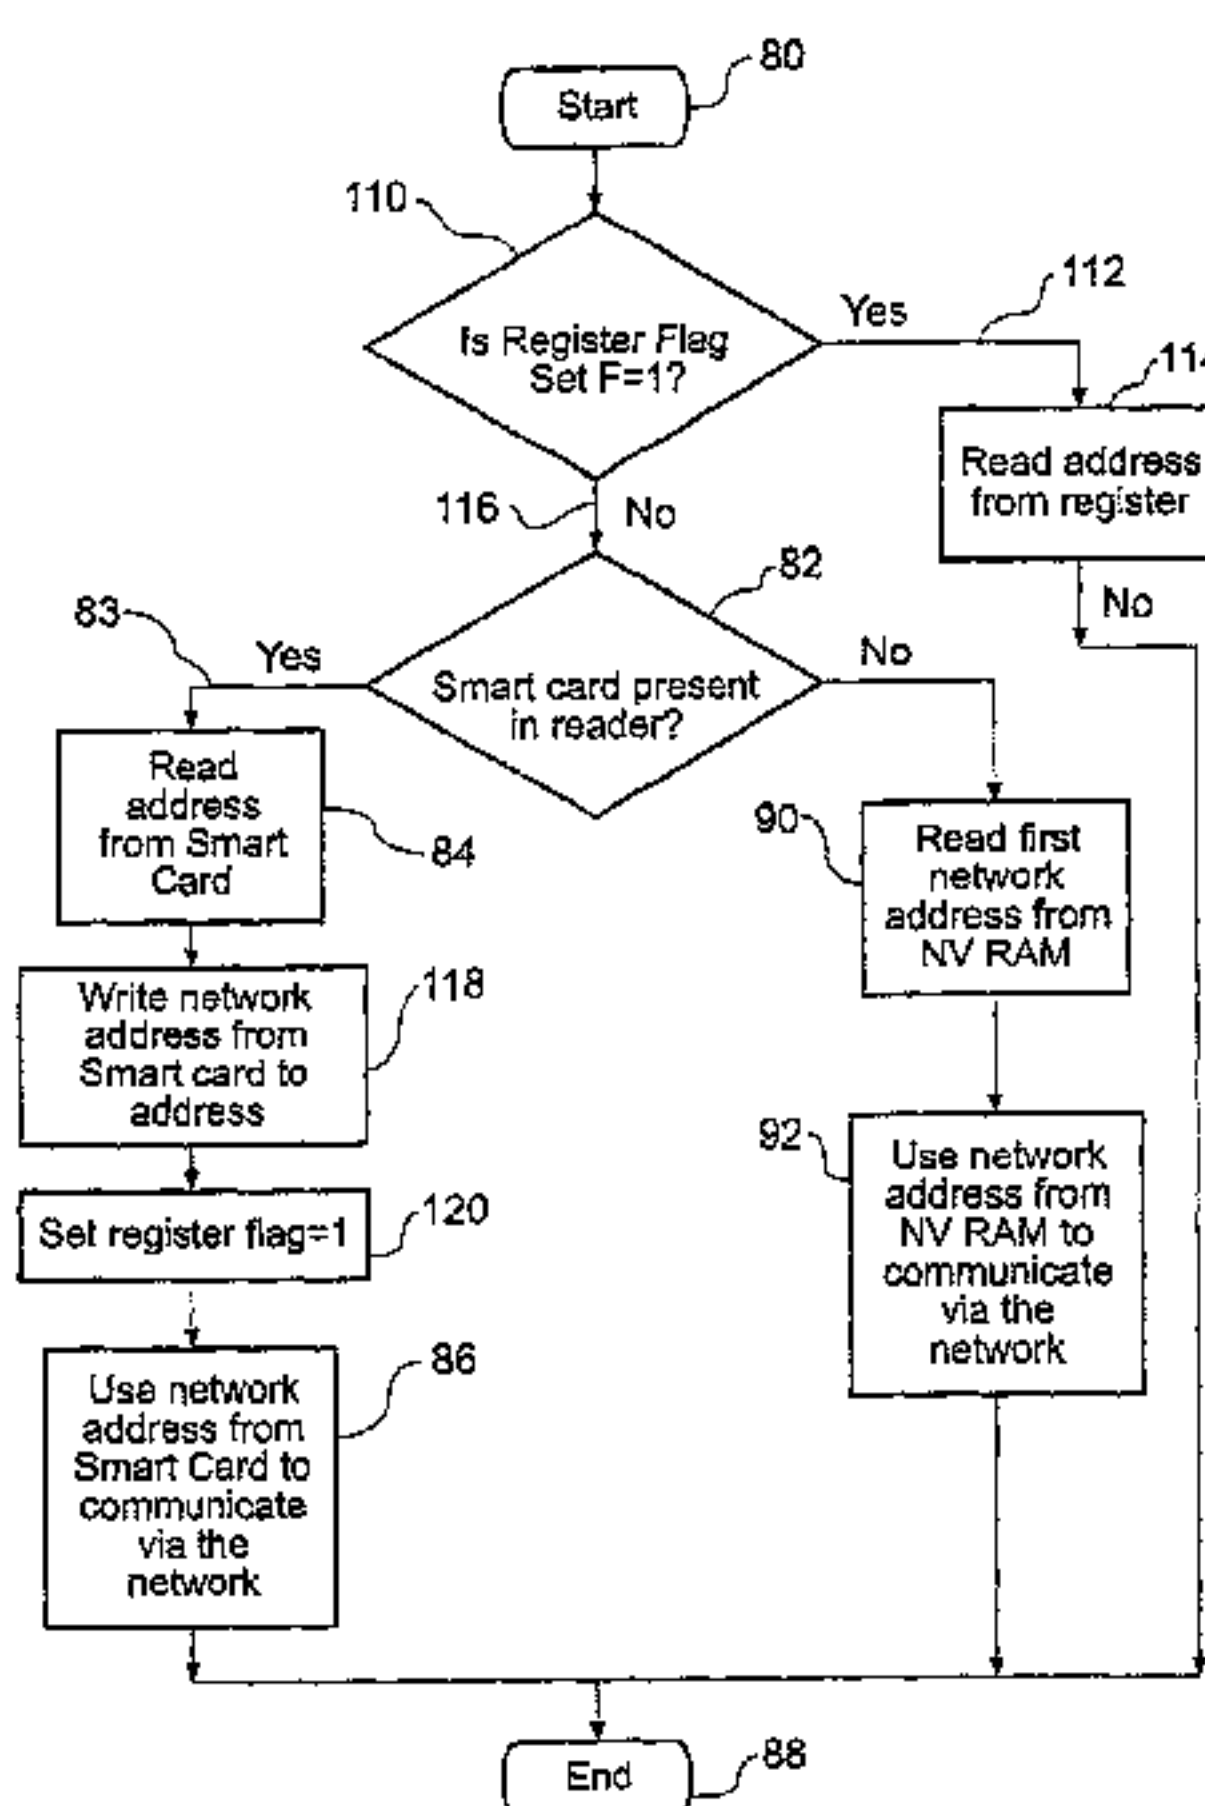 80
Start
110
112
Yes
Is Register Flag
Set F=1?
Read address
from register
116
No
82
No
83
Yes
No
Smart card present
in reader?
Read
address
from Smart
Card
84
90
Read first
network
address from
NV RAM
118
Write network
address from
Smart card to
address
92
Use network
address from
NV RAM to
communicate
via the
network
120
Set register flag=1
86
Use network
address from
Smart Card to
communicate
via the
network
88
End